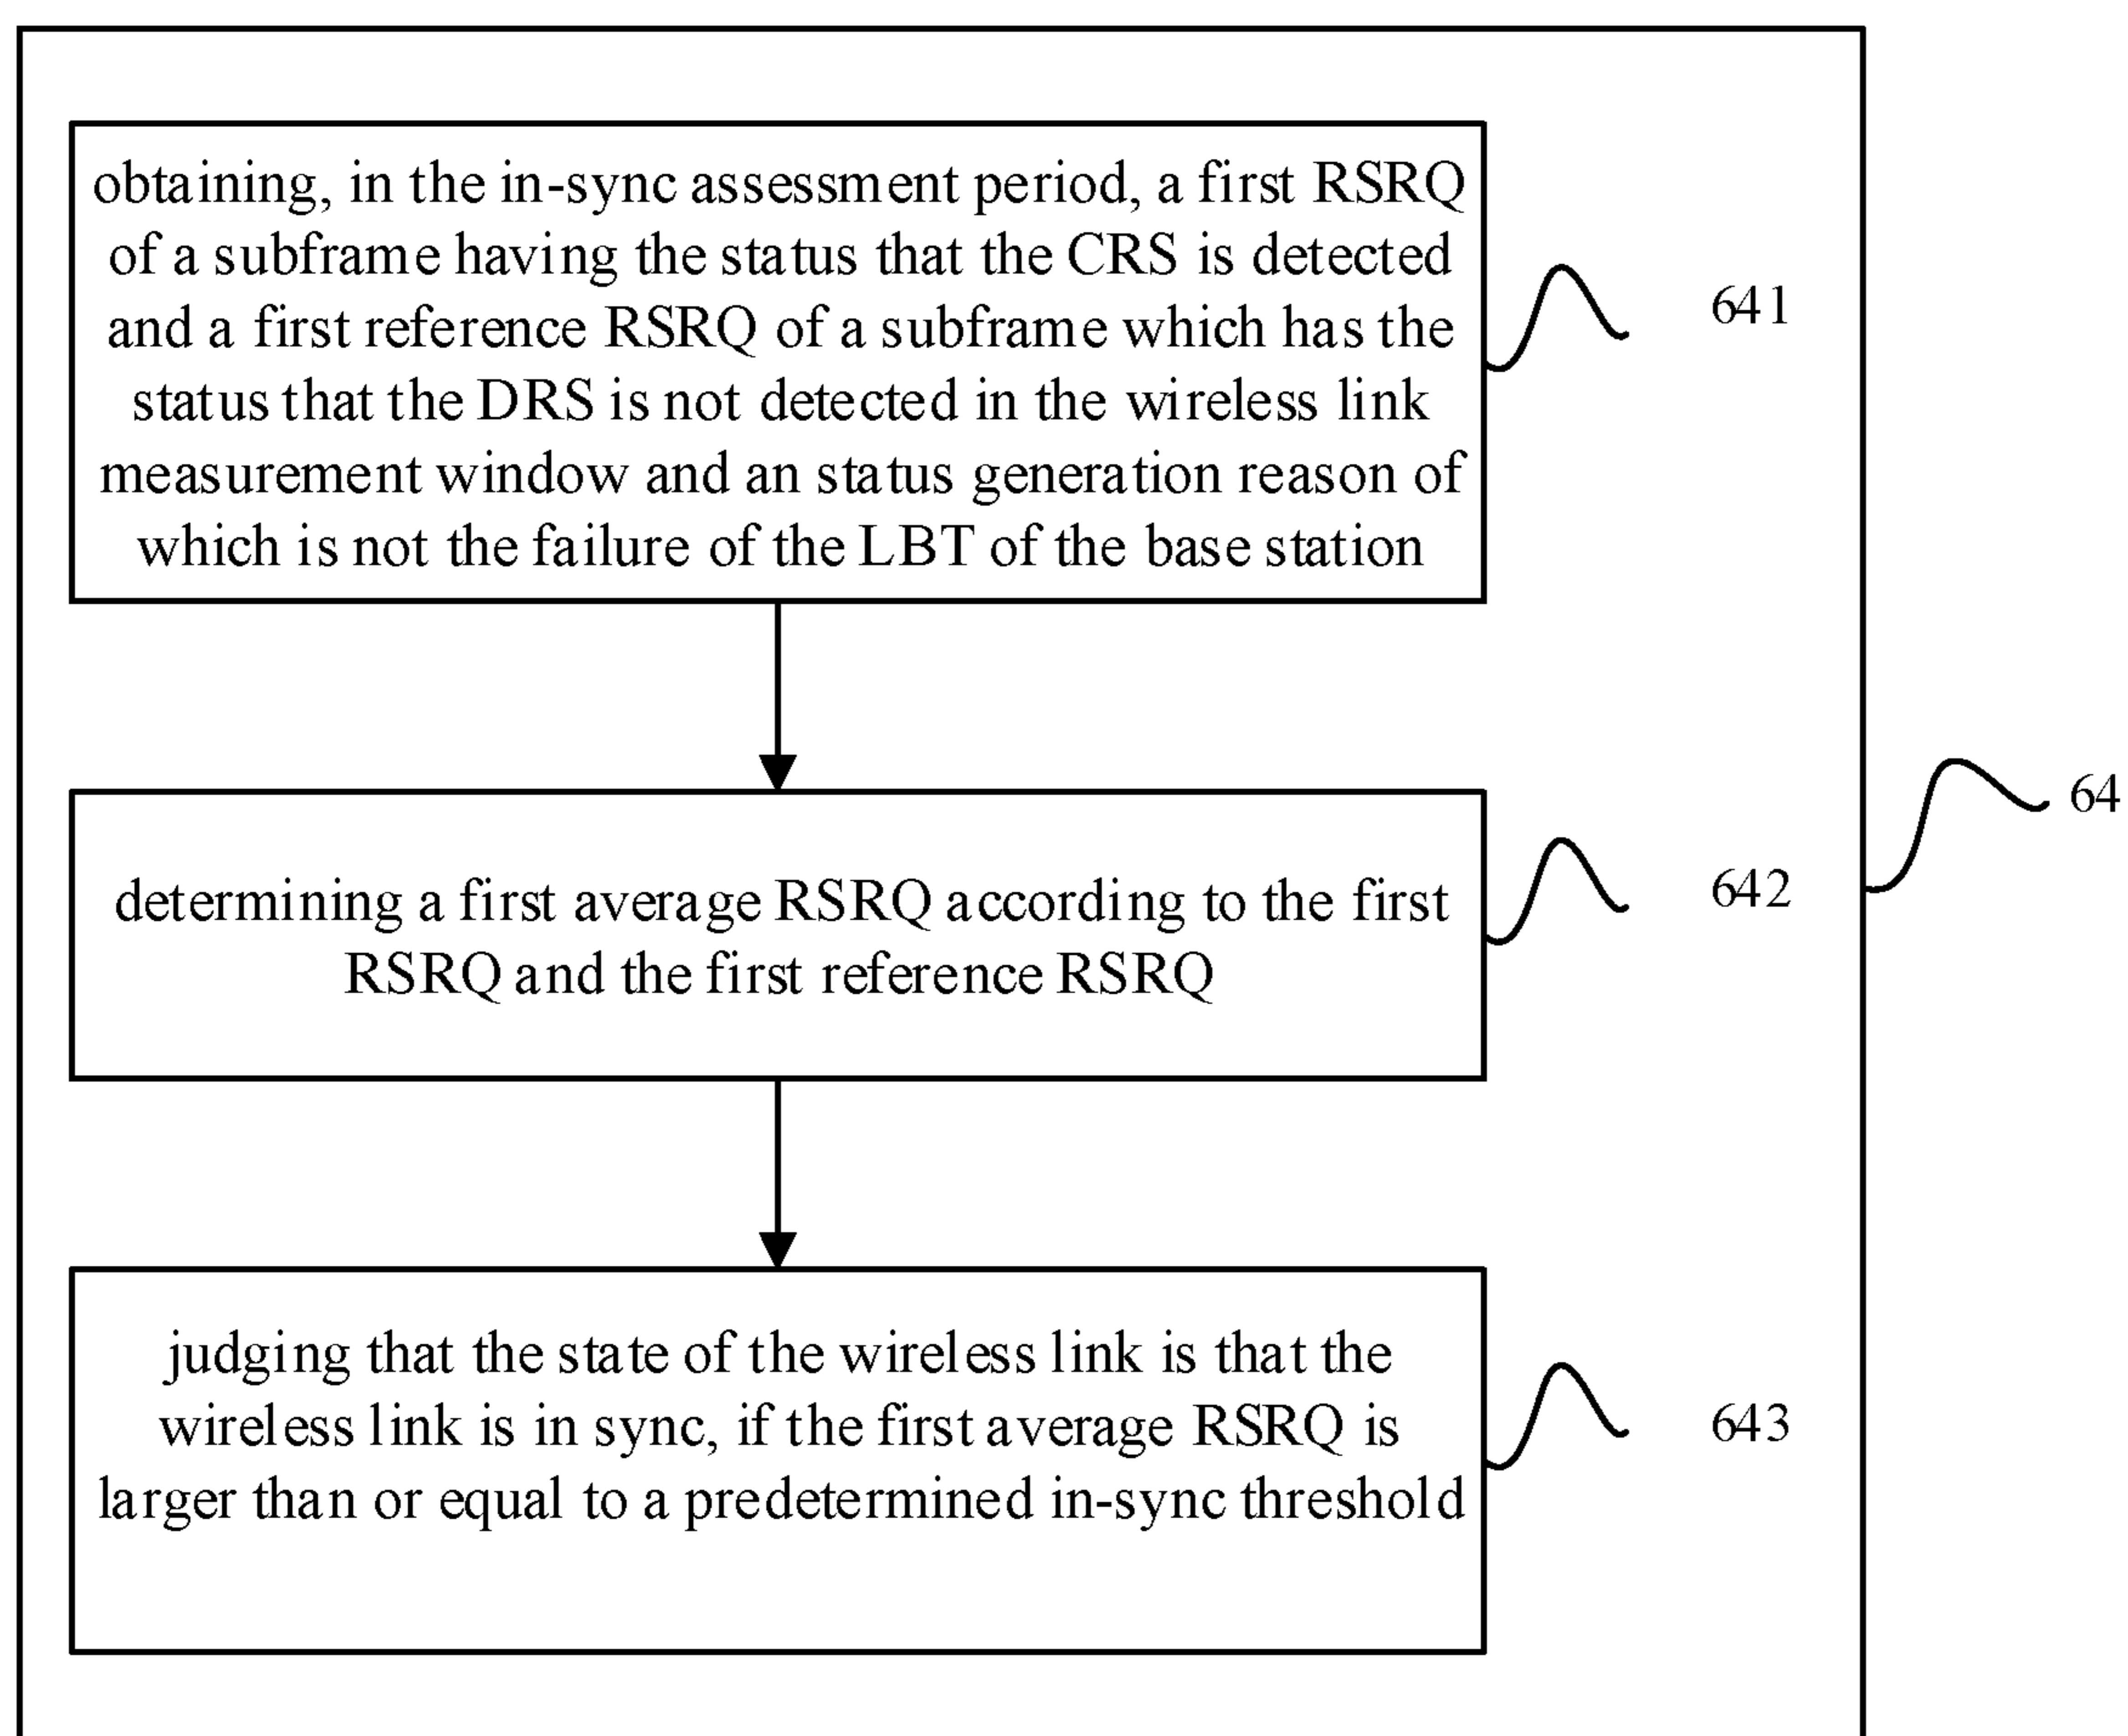 obtaining, in the in-sync assessment period, a first RSRQ
of a subframe having the status that the CRS is detected
and a first reference RSRQ of a subframe which has the
status that the DRS is not detected in the wireless link
measurement window and an status generation reason of
which is not the failure of the LBT of the base station
641
64
determining a first average RSRQ according to the first
RSRQ and the first reference RSRQ
642
judging that the state of the wireless link is that the
wireless link is in sync, if the first average RSRQ is
larger than or equal to a predetermined in-sync threshold
643